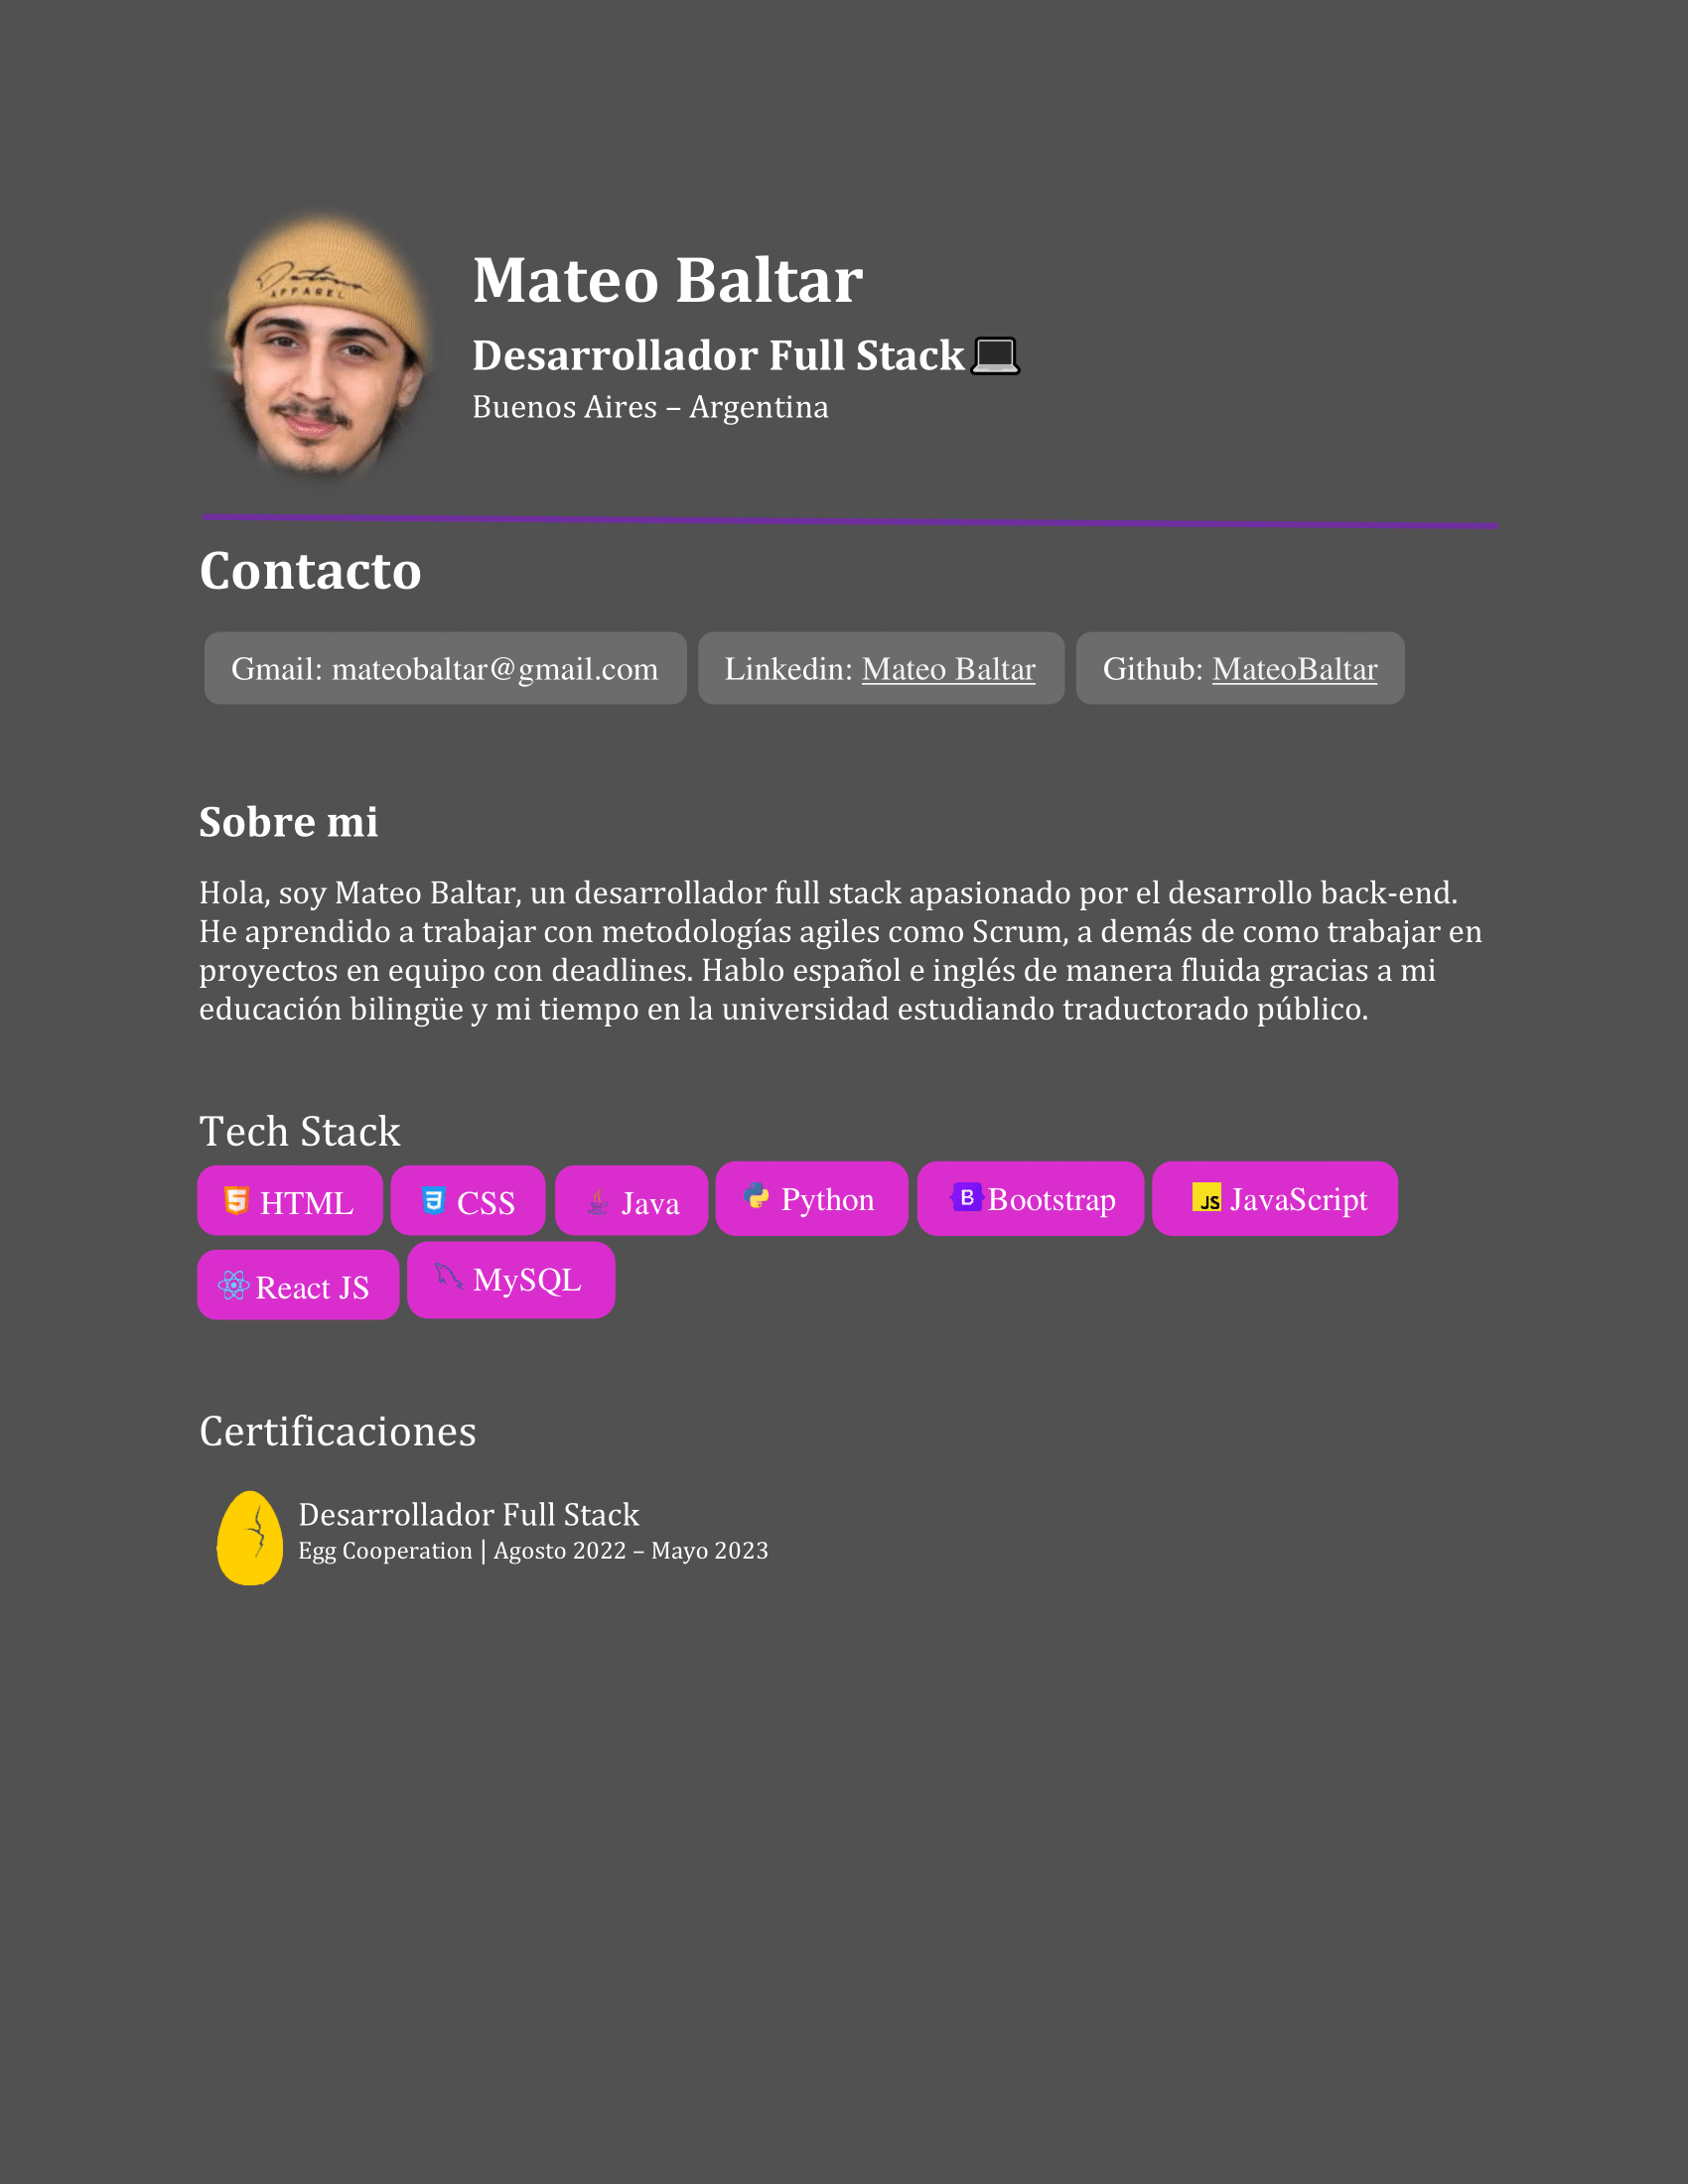 APPAREL
Mateo Baltar
Desarrollador Full Stack
Buenos Aires – Argentina
Contacto
Gmail: mateobaltar@gmail.com Linkedin: Mateo Baltar Github: MateoBaltar
Sobre mi
Hola, soy Mateo Baltar, un desarrollador full stack apasionado por el desarrollo back-end.
He aprendido a trabajar con metodologías agiles como Scrum, a demás de como trabajar en
proyectos en equipo con deadlines. Hablo español e inglés de manera fluida gracias a mi
educación bilingüe y mi tiempo en la universidad estudiando traductorado público.
Tech Stack
5 HTML 3 CSS Java Python B Bootstrap JS JavaScript
React JS MySQL
Certificaciones
Desarrollador Full Stack
Egg Cooperation | Agosto 2022 – Mayo 2023